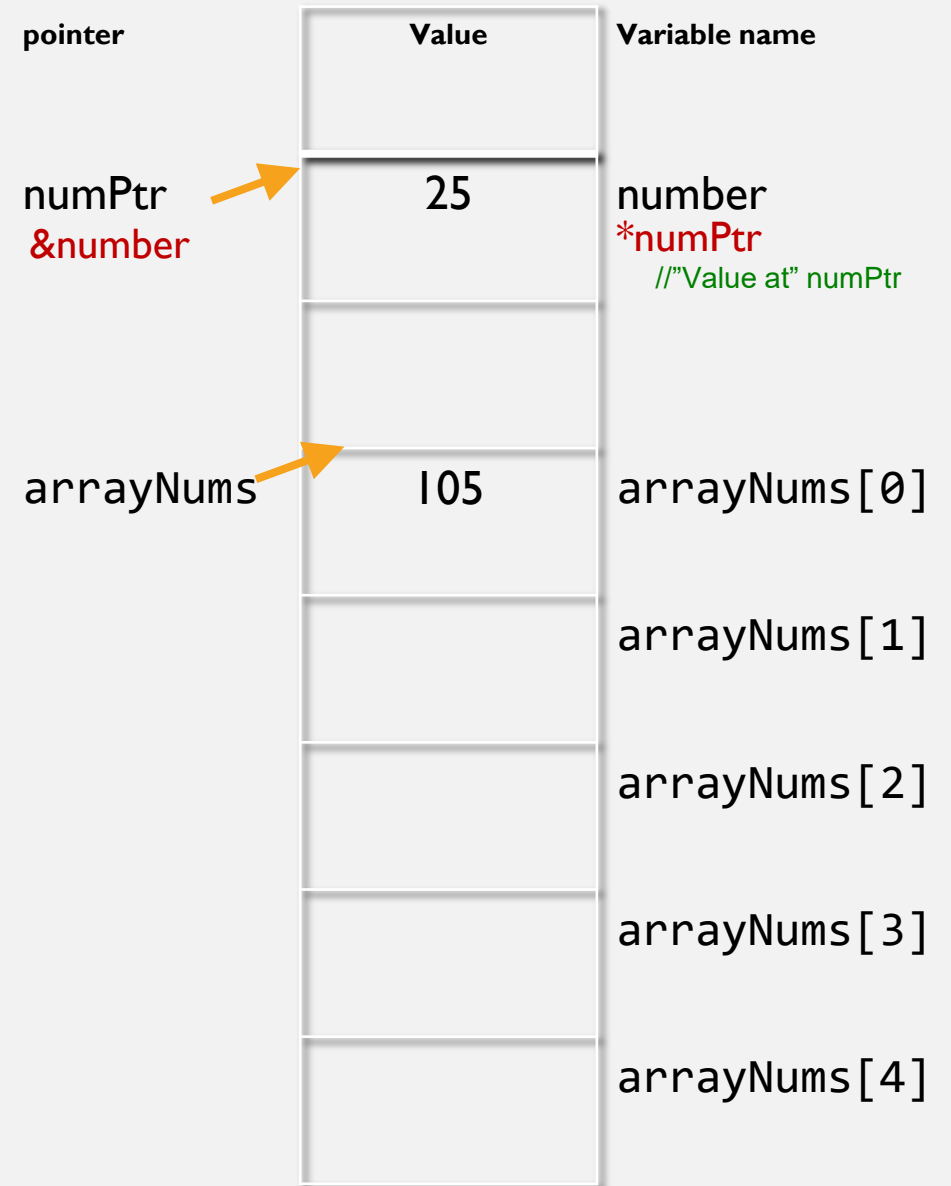 pointer Value Variable name
numPtr 25 number
&number *numPtr
//”Value at” numPtr
arrayNums 105 arrayNums[0]
arrayNums[1]
arrayNums[2]
arrayNums[3]
arrayNums[4]